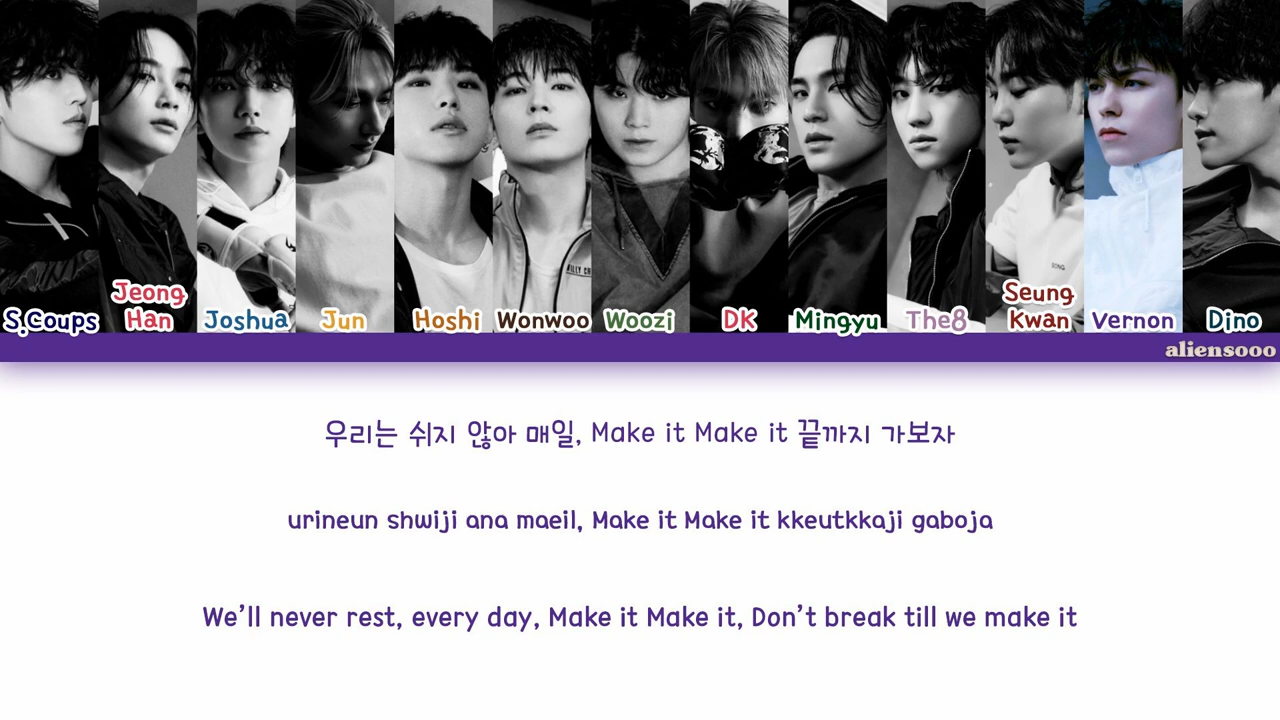 S.Coups
Jeong
Han
Joshua
Jun
Hoshi
Wonwoo
Woozi
DK
Mingyu
The8
Seung
Kwan
Vernon
Dino
aliensooo
우리는 쉬지 않아 매일, Make it Make it 끝까지 가보자
urineun shwiji ana maeil, Make it Make it kkeutkkaji gaboja
We’ll never rest, every day, Make it Make it, Don’t break till we make it